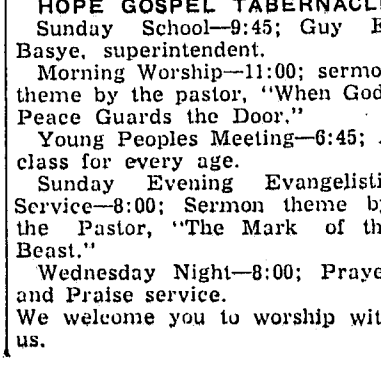 HOPE GOSPEL TABERNACL
Sunday School—9:45; Guy E
Basye, superintendent.
Morning Worship—11:00; sermo
theme by the pastor, "When God
Peace Guards the Door."
Young Peoples Meeting—6:45;
class for every age.
Sunday Evening Evangelisti
Service—8:00; Sermon theme b
the Pastor, "The Mark of th
Beast."
Wednesday Night—8:00; Praye
and Praise service.
We welcome you to worship wit
us.